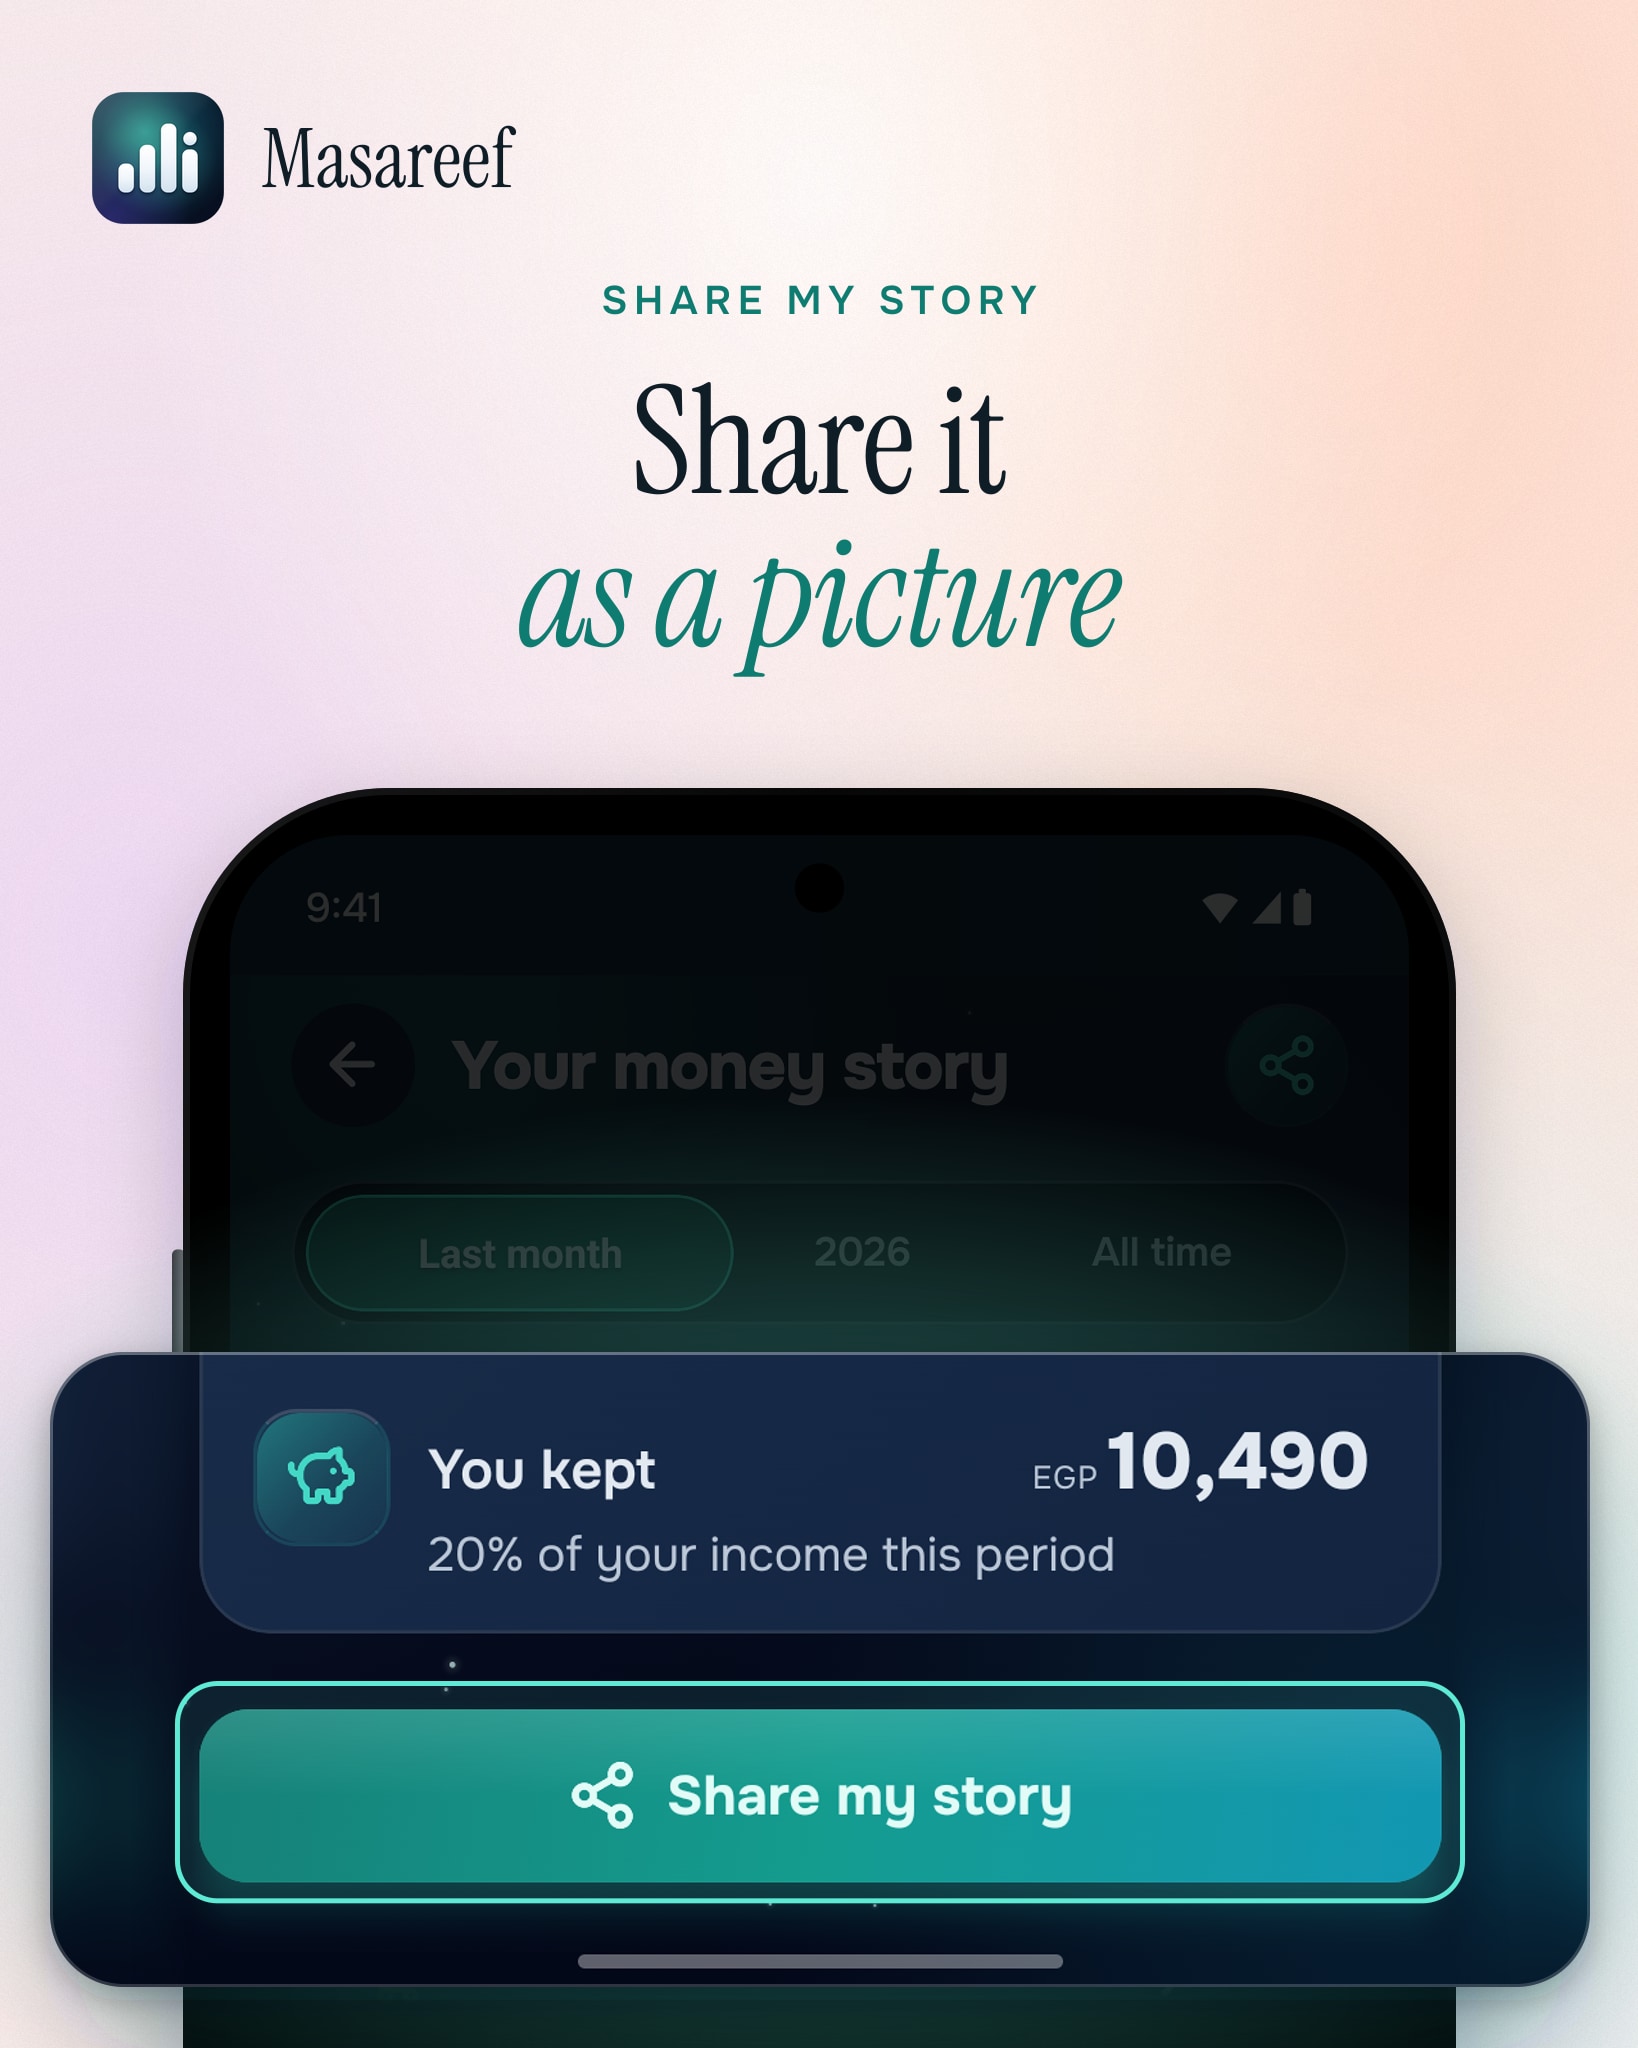 Masareef
SHARE MY STORY
Share it
as a picture
9:41
Your money story
Last month 2026 All time
You kept EGP 10,490
20% of your income this period
Share my story